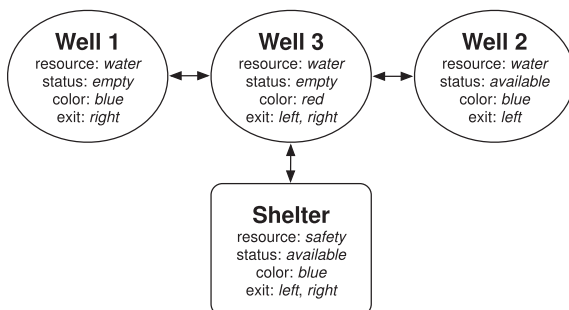 Well 1
resource: water
status: empty
color: blue
exit: right
Well 3
resource: water
status: empty
color: red
exit: left, right
Well 2
resource: water
status: available
color: blue
exit: left
Shelter
resource: safety
status: available
color: blue
exit: left, right